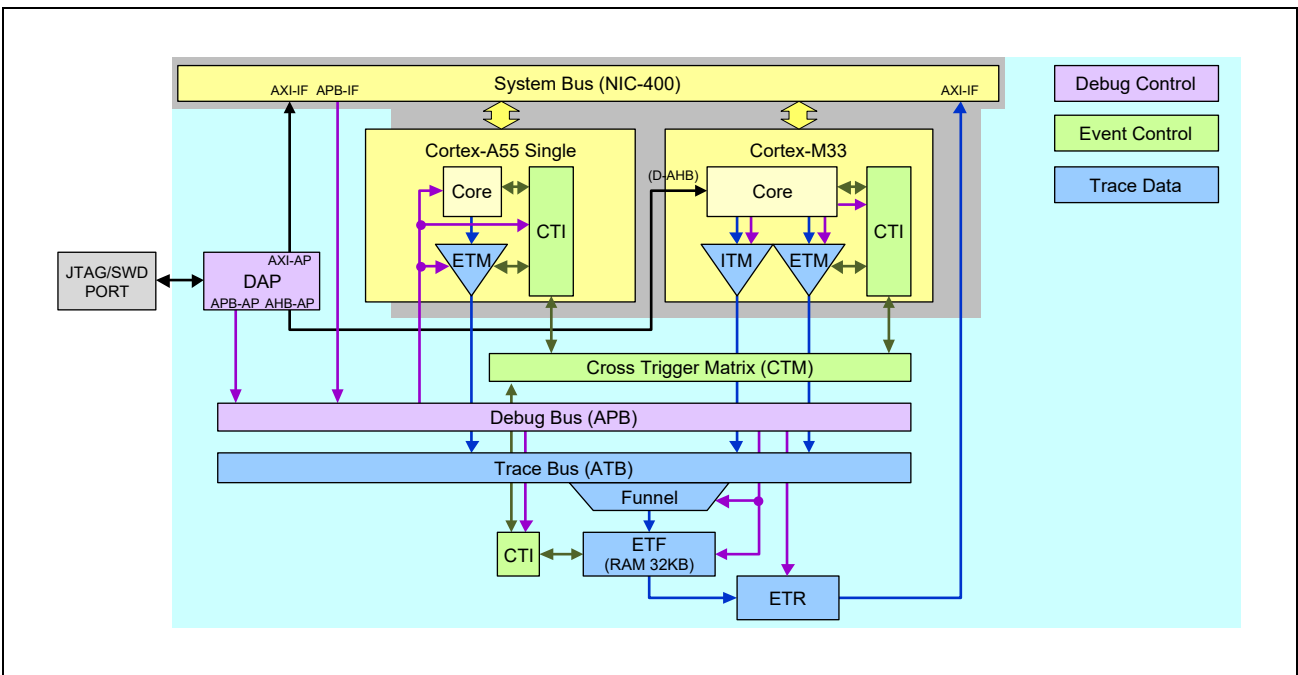 System Bus (NIC-400)
AXI-IF APB-IF
AXI-IF
Debug Control
Event Control
Trace Data
Cortex-A55 Single
Core
CTI
ETM
Cortex-M33
(D-AHB)
Core
CTI
ITM
ETM
JTAG/SWD
PORT
AXI-AP
DAP
APB-AP AHB-AP
Cross Trigger Matrix (CTM)
Debug Bus (APB)
Trace Bus (ATB)
Funnel
CTI
ETF
(RAM 32KB)
ETR